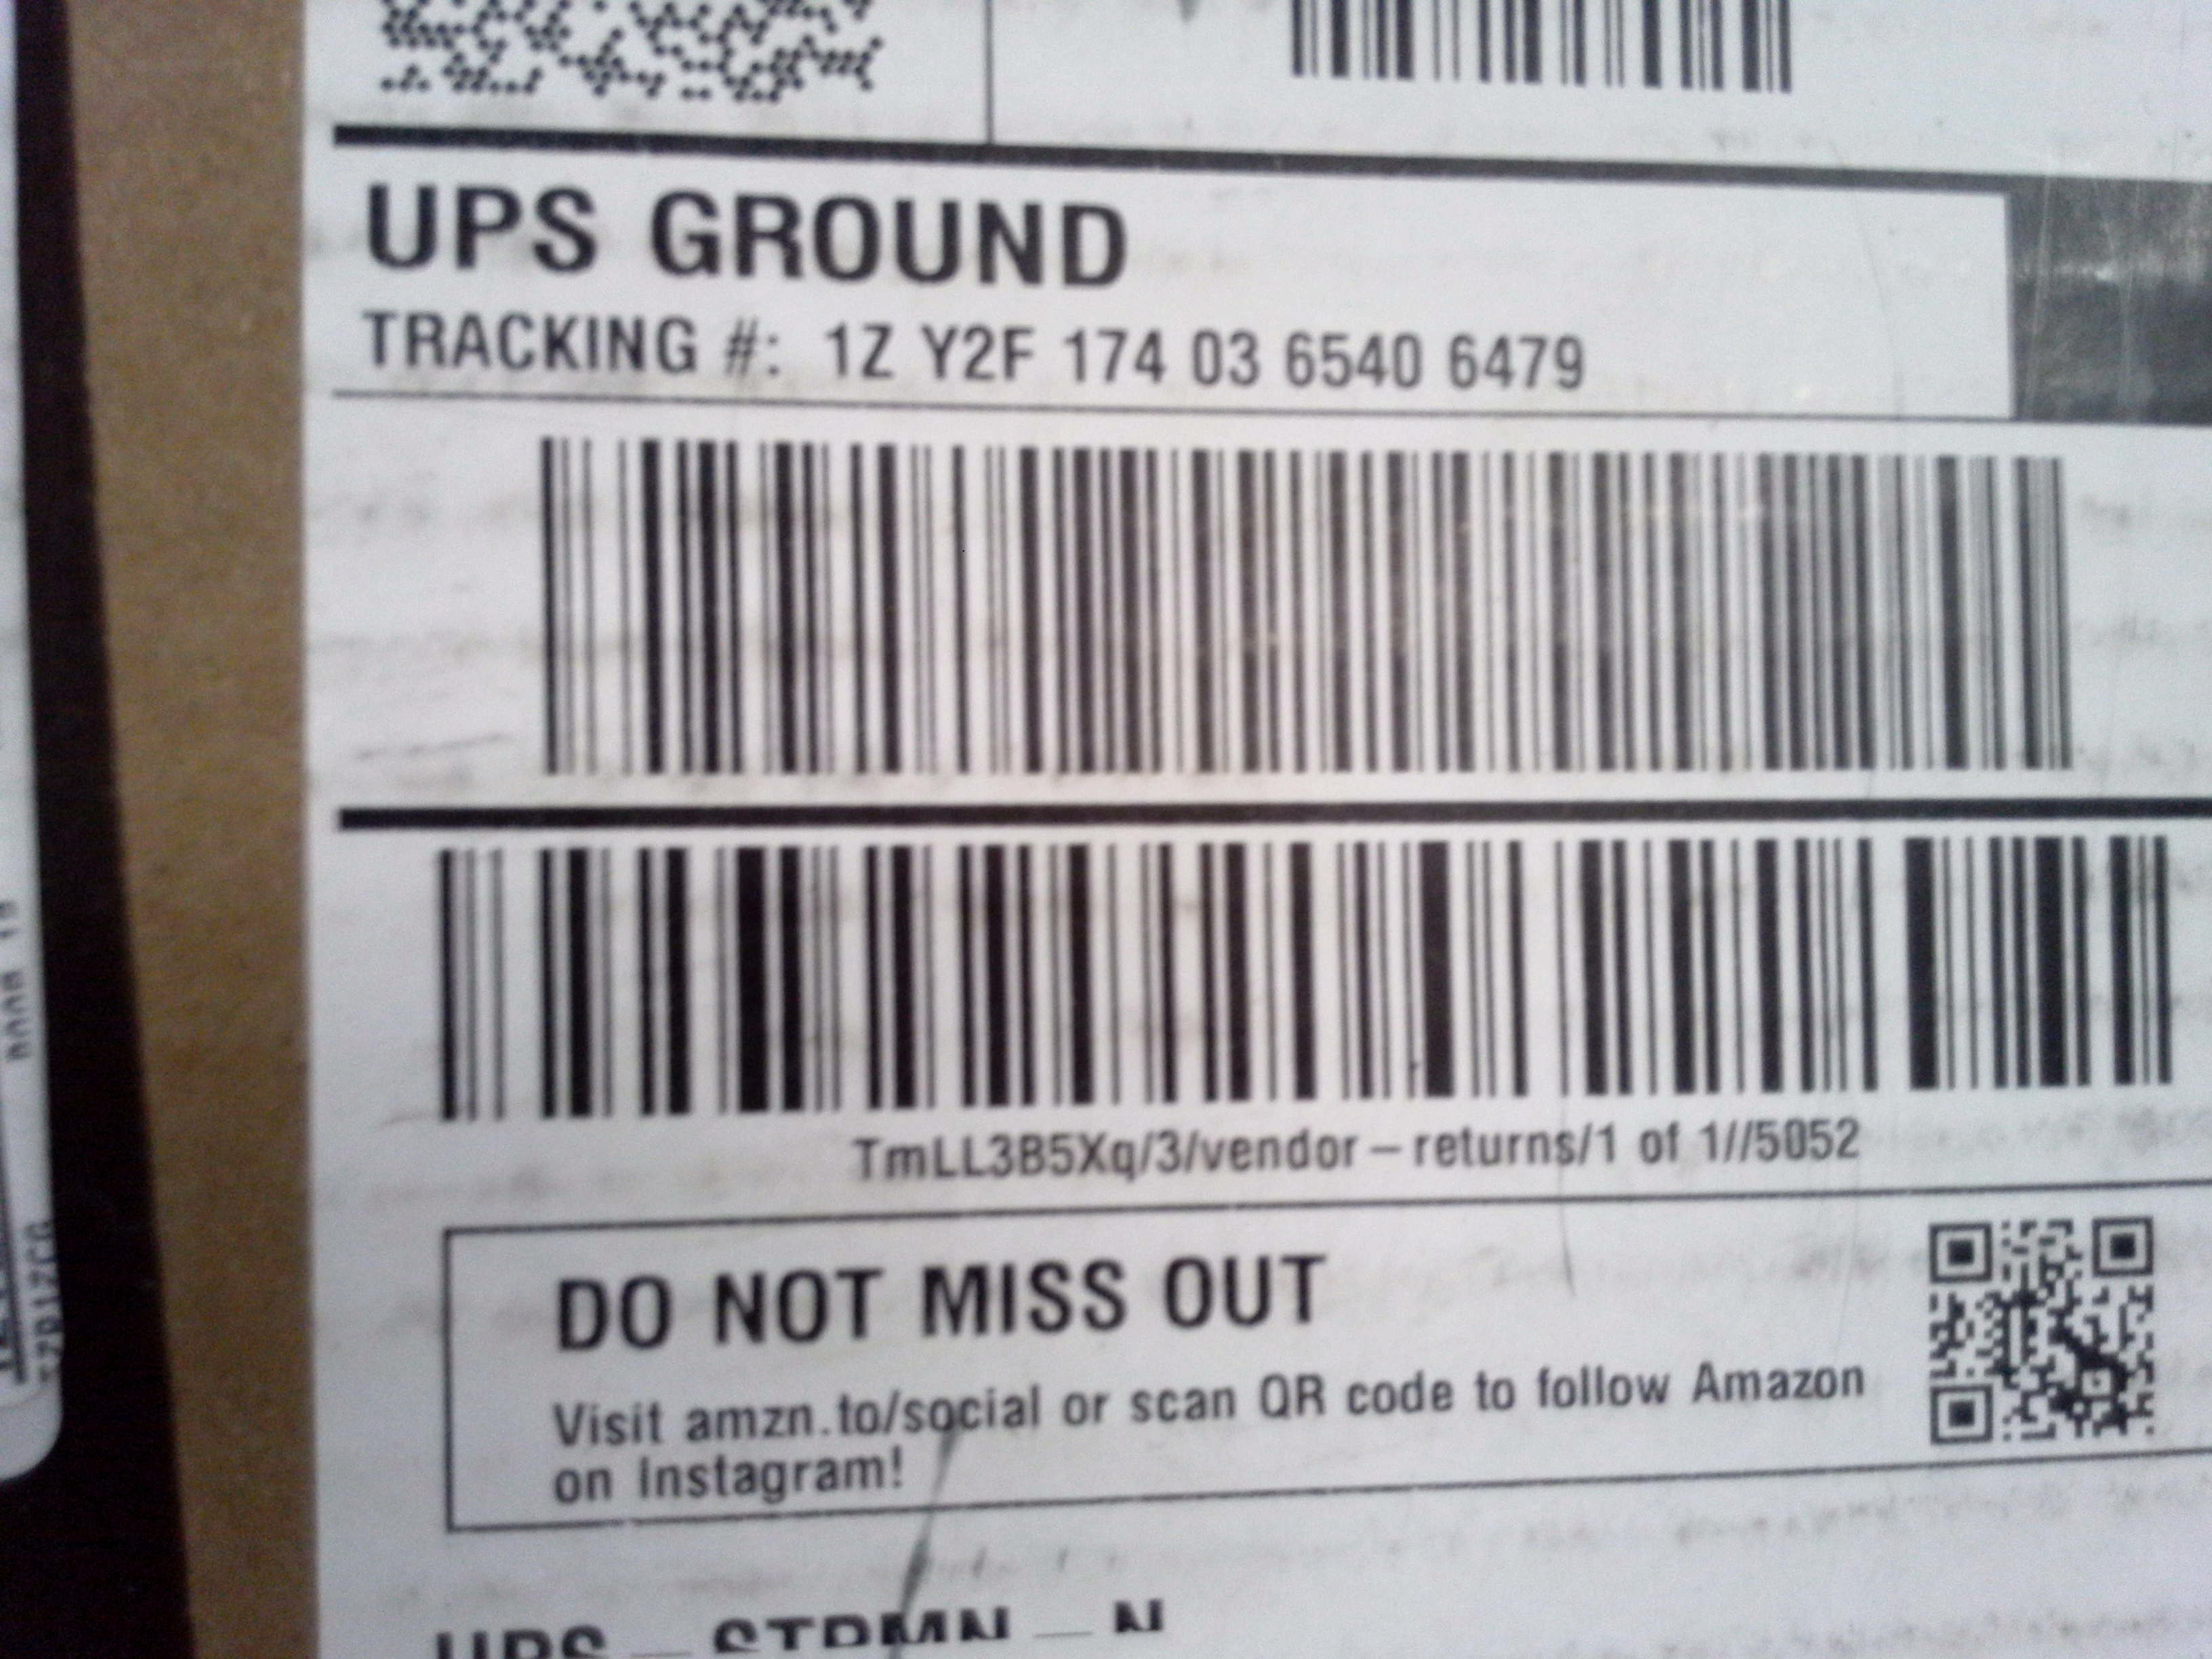 UPS GROUND
TRACKING #: 1Z Y2F 174 03 6540 6479
TmLL3B5Xq/3/vendor-returns/1 of 1//5052
DO NOT MISS OUT
Visit amzn.to/social or scan QR code to follow Amazon
on Instagram!